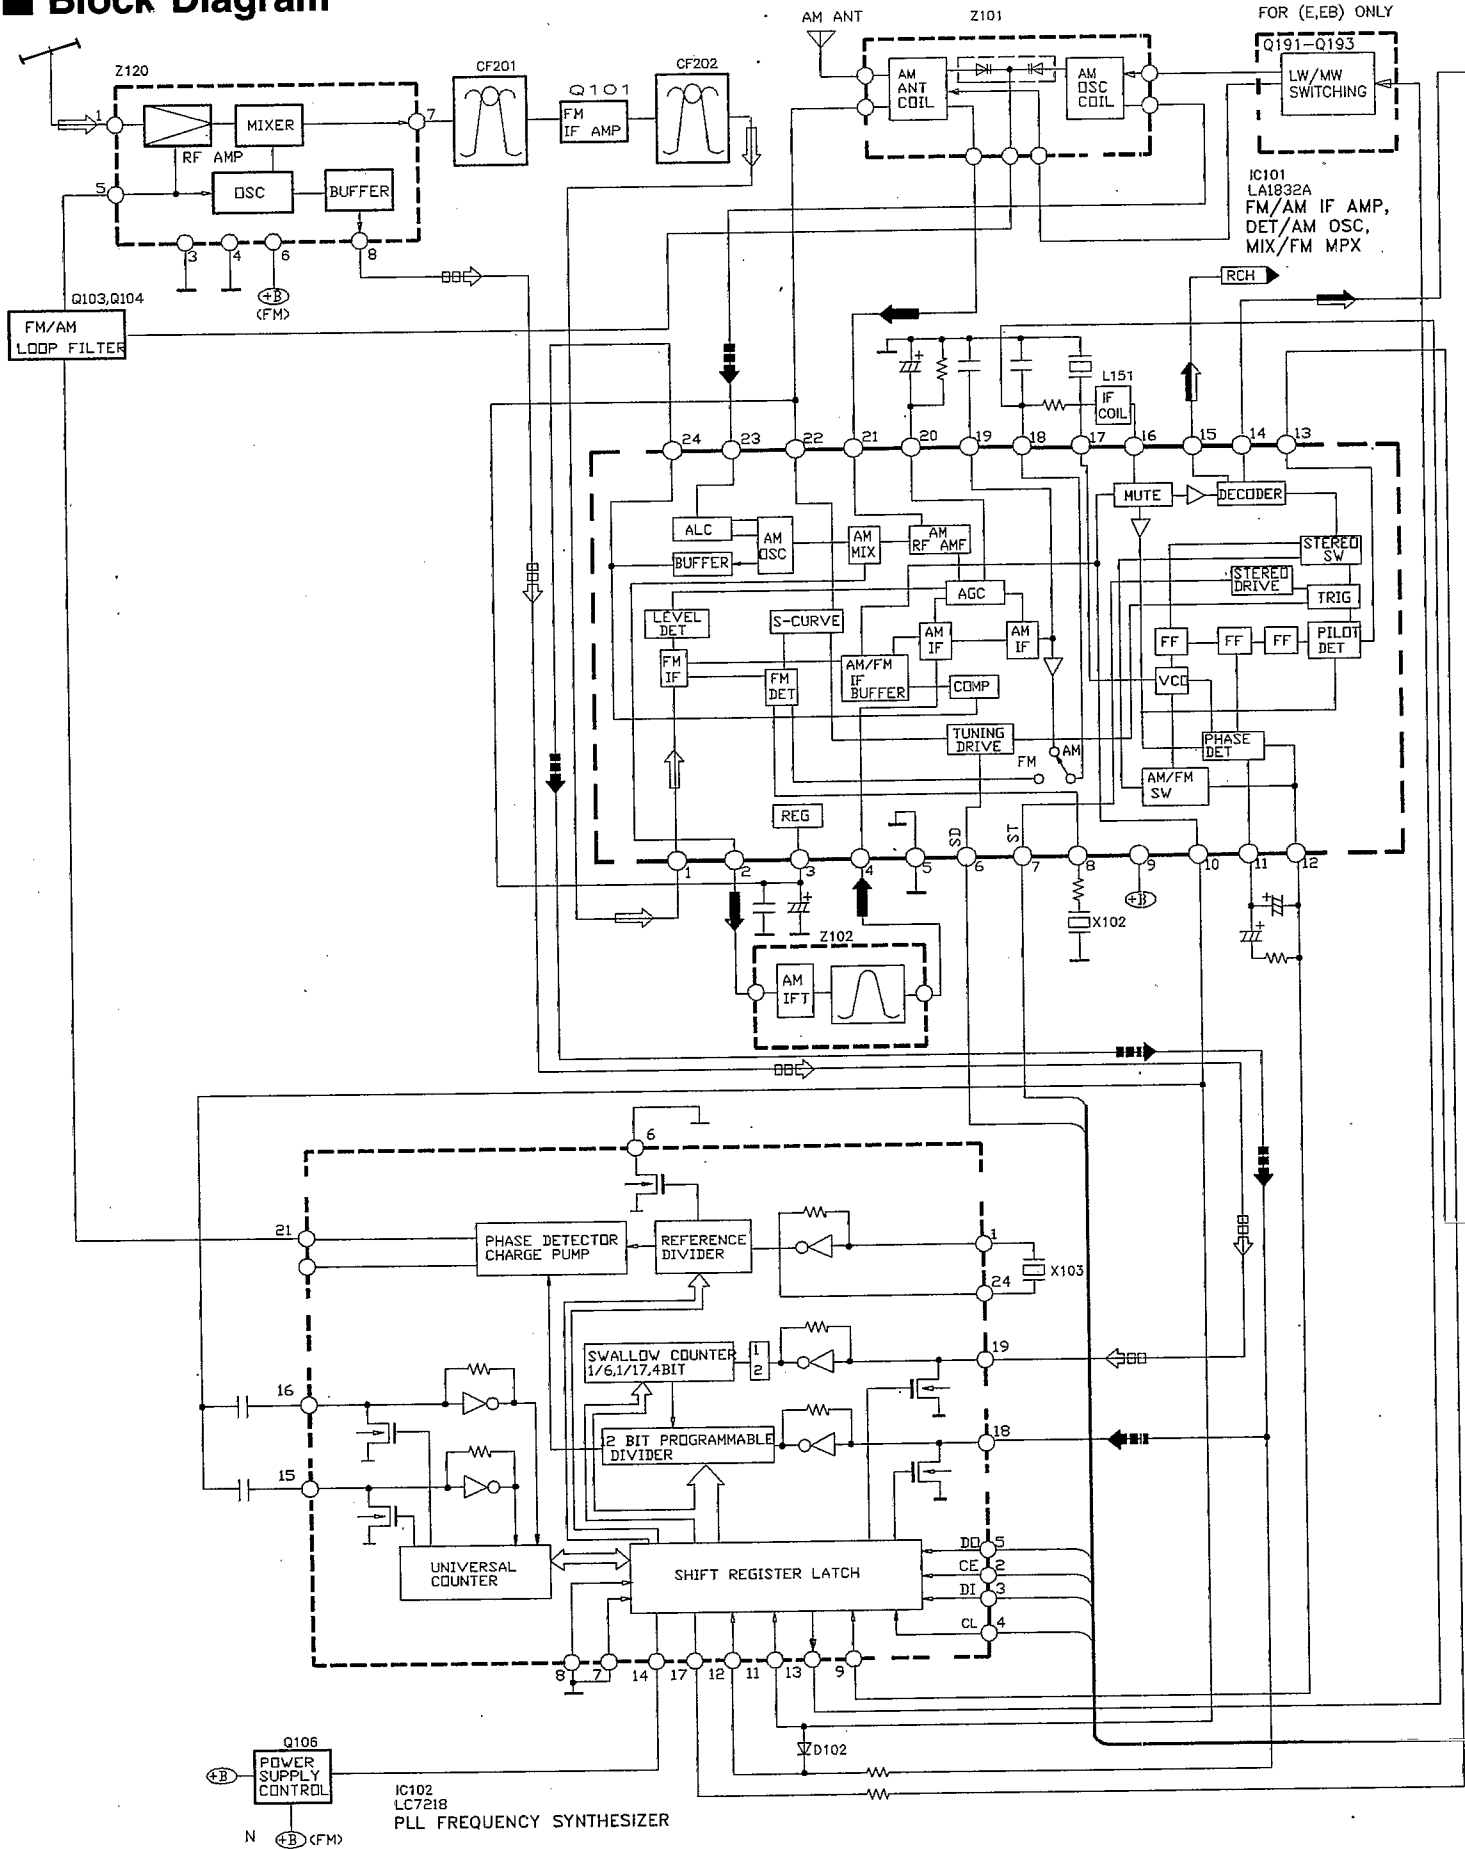 ■ Block Diagram
AM ANT
Z101
FOR (E,EB) ONLY
Q191-Q193
LW/MW
SWITCHING
AM
ANT
COIL
AM
OSC
COIL
Z120
CF201
Q101
FM
IF AMP
CF202
1
7
MIXER
RF AMP
5
OSC
BUFFER
3
4
6
8
+B
(FM)
IC101
LA1832A
FM/AM IF AMP,
DET/AM OSC,
MIX/FM MPX
RCH
Q103,Q104
FM/AM
LOOP FILTER
L151
IF
COIL
+
24
23
22
21
20
19
18
17
16
15
14
13
ALC
AM
OSC
BUFFER
AM
MIX
AM
RF AMF
AGC
MUTE
DECODER
STEREO
SW
STEREO
DRIVE
TRIG
LEVEL
DET
S-CURVE
AM
IF
AM
IF
FF
FF
FF
PILOT
DET
FM
IF
FM
DET
AM/FM
IF
BUFFER
COMP
VCO
TUNING
DRIVE
FM
AM
PHASE
DET
AM/FM
SW
REG
SD
ST
1
2
3
4
5
6
7
8
9
10
11
12
+
+B
+
+
X102
Z102
AM
IFT
6
21
PHASE DETECTOR
CHARGE PUMP
REFERENCE
DIVIDER
1
24
X103
SWALLOW COUNTER
1/6,1/17,4BIT
1
2
19
16
12 BIT PROGRAMMABLE
DIVIDER
18
15
UNIVERSAL
COUNTER
SHIFT REGISTER LATCH
DO 5
CE 2
DI 3
CL 4
8
7
14
17
12
11
13
9
D102
Q106
POWER
SUPPLY
CONTROL
+B
IC102
LC7218
PLL FREQUENCY SYNTHESIZER
N
+B (FM)